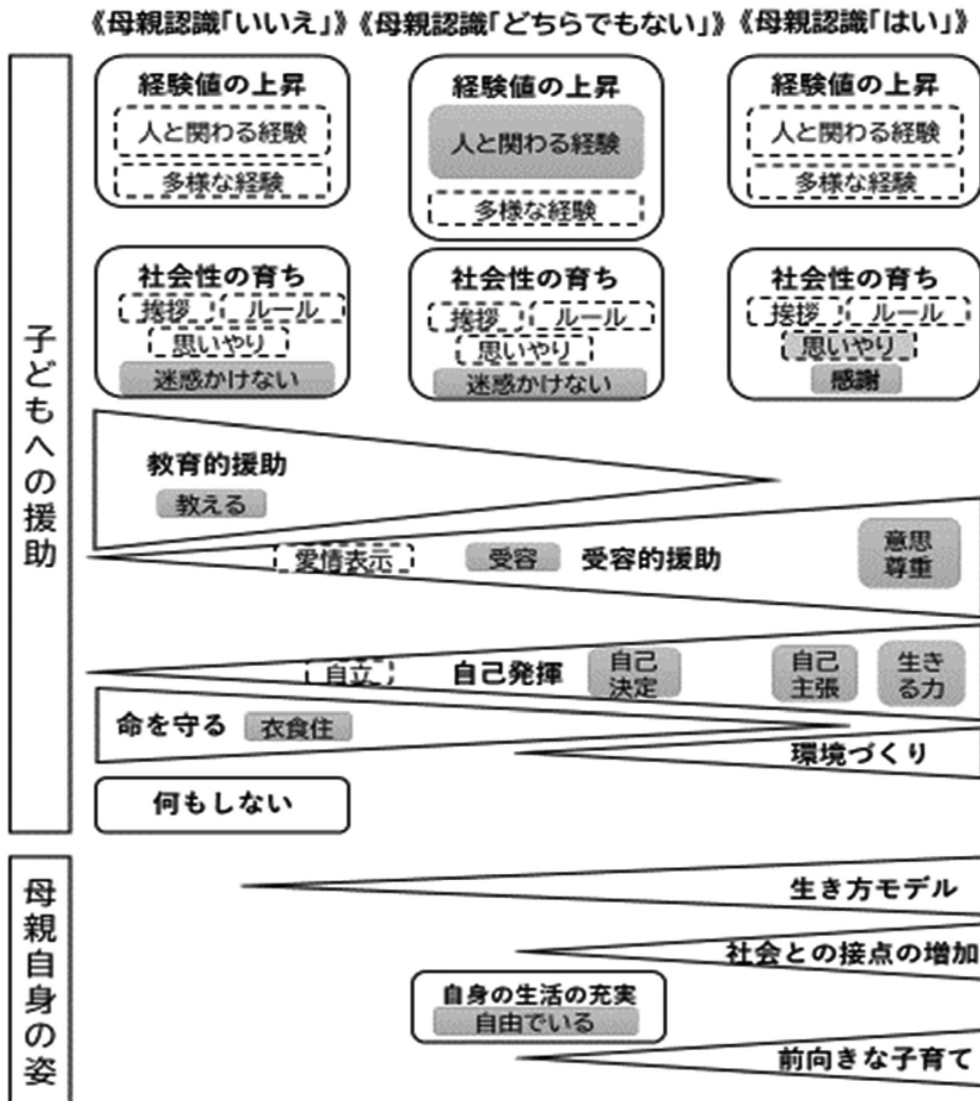 《母親認識「いいえ」》《母親認識「どちらでもない」》《母親認識「はい」》
子どもへの援助
経験値の上昇
人と関わる経験
多様な経験
経験値の上昇
人と関わる経験
多様な経験
経験値の上昇
人と関わる経験
多様な経験
社会性の育ち
挨拶 ルール
思いやり
迷惑かけない
社会性の育ち
挨拶 ルール
思いやり
迷惑かけない
社会性の育ち
挨拶 ルール
思いやり
感謝
教育的援助
教える
愛情表示 受容 受容的援助
意思
尊重
自立 自己発揮
自己
決定
自己
主張
生き
る力
命を守る 衣食住
環境づくり
何もしない
母親自身の姿
生き方モデル
社会との接点の増加
自身の生活の充実
自由でいる
前向きな子育て